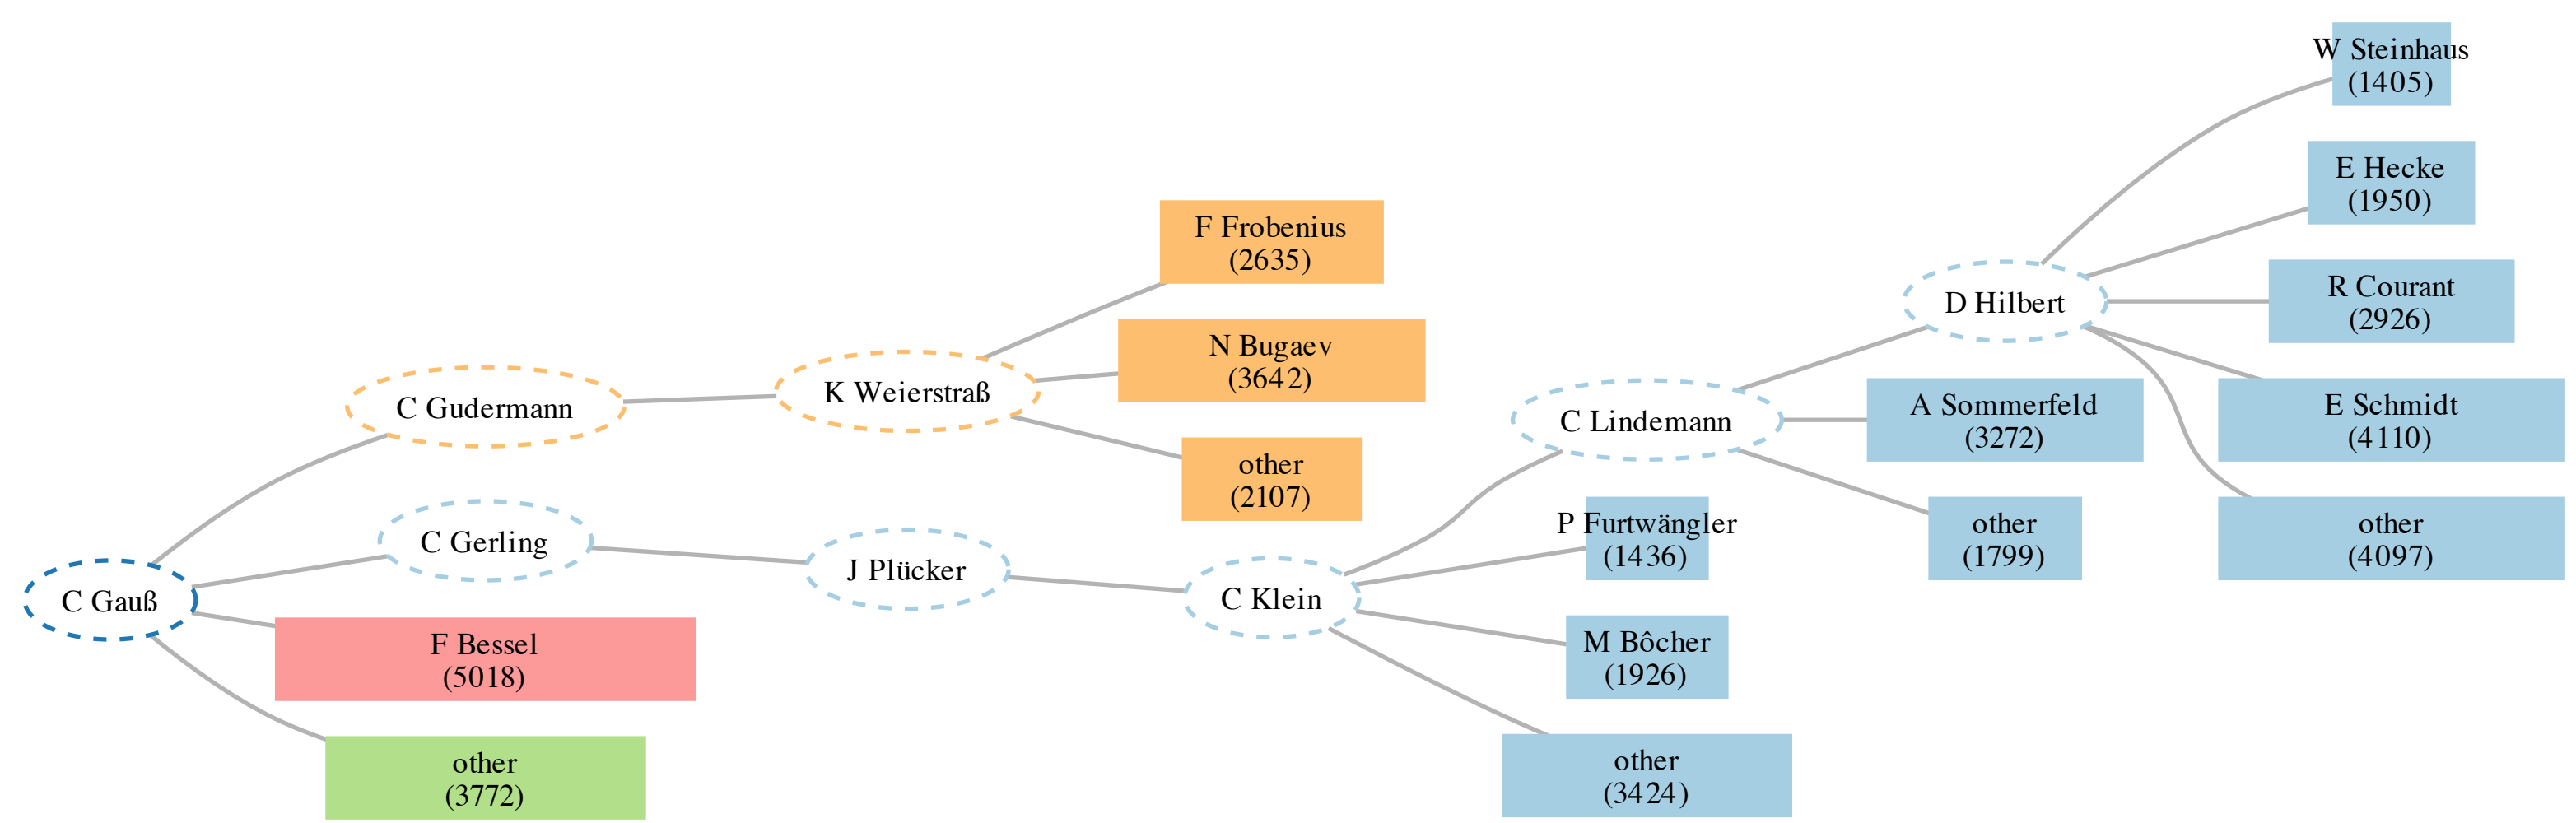 W Steinhaus
(1405)
E Hecke
(1950)
F Frobenius
(2635)
R Courant
(2926)
D Hilbert
N Bugaev
(3642)
K Weierstraß
C Gudermann
C Lindemann
A Sommerfeld
(3272)
E Schmidt
(4110)
other
(2107)
C Gerling
J Plücker
P Furtwängler
(1436)
other
(1799)
other
(4097)
C Gauß
C Klein
F Bessel
(5018)
M Bôcher
(1926)
other
(3772)
other
(3424)